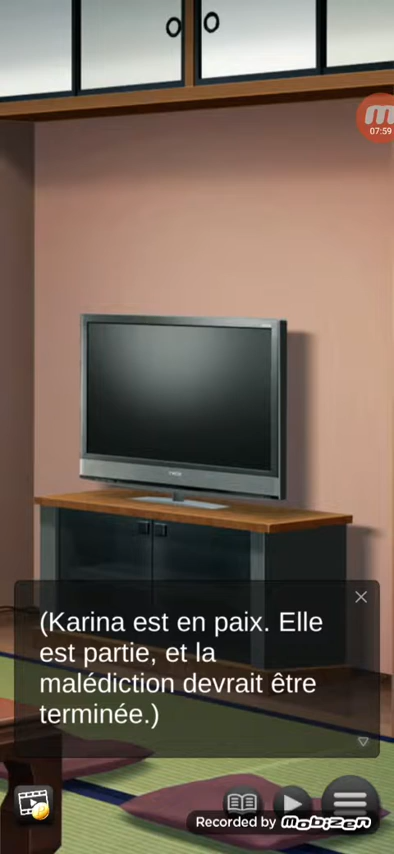 m
07:59
(Karina est en paix. Elle
est partie, et la
malédiction devrait être
terminée.)
Recorded by mobizen